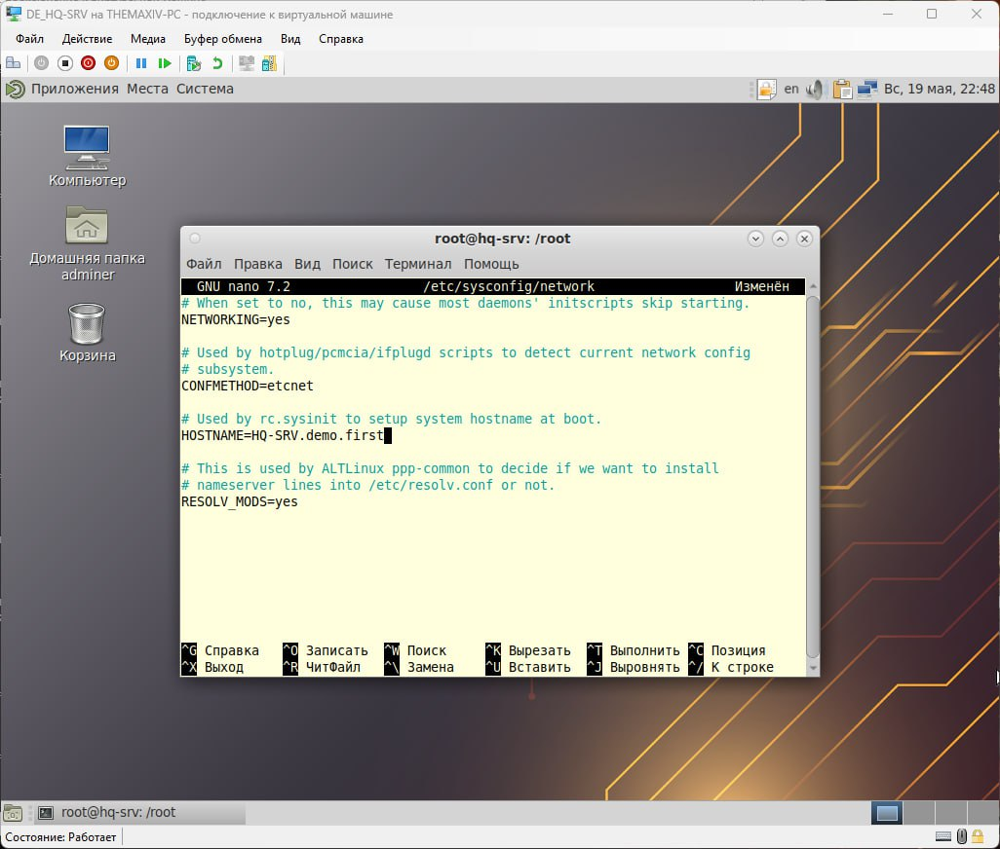 DE_HQ-SRV на THEMAXIV-PC - подключение к виртуальной машине
Файл Действие Медиа Буфер обмена Вид Справка
Приложения Места Система en Вс, 19 мая, 22:48
Компьютер
Домашняя папка
adminer
Корзина
root@hq-srv: /root
Файл Правка Вид Поиск Терминал Помощь
GNU nano 7.2 /etc/sysconfig/network Изменён
# When set to no, this may cause most daemons' initscripts skip starting.
NETWORKING=yes
# Used by hotplug/pcmcia/ifplugd scripts to detect current network config
# subsystem.
CONFMETHOD=etcnet
# Used by rc.sysinit to setup system hostname at boot.
HOSTNAME=HQ-SRV.demo.first
# This is used by ALTLinux ppp-common to decide if we want to install
# nameserver lines into /etc/resolv.conf or not.
RESOLV_MODS=yes
^G Справка ^O Записать ^W Поиск ^K Вырезать ^T Выполнить ^C Позиция
^X Выход ^R ЧитФайл ^\ Замена ^U Вставить ^J Выровнять ^/ К строке
root@hq-srv: /root
Состояние: Работает